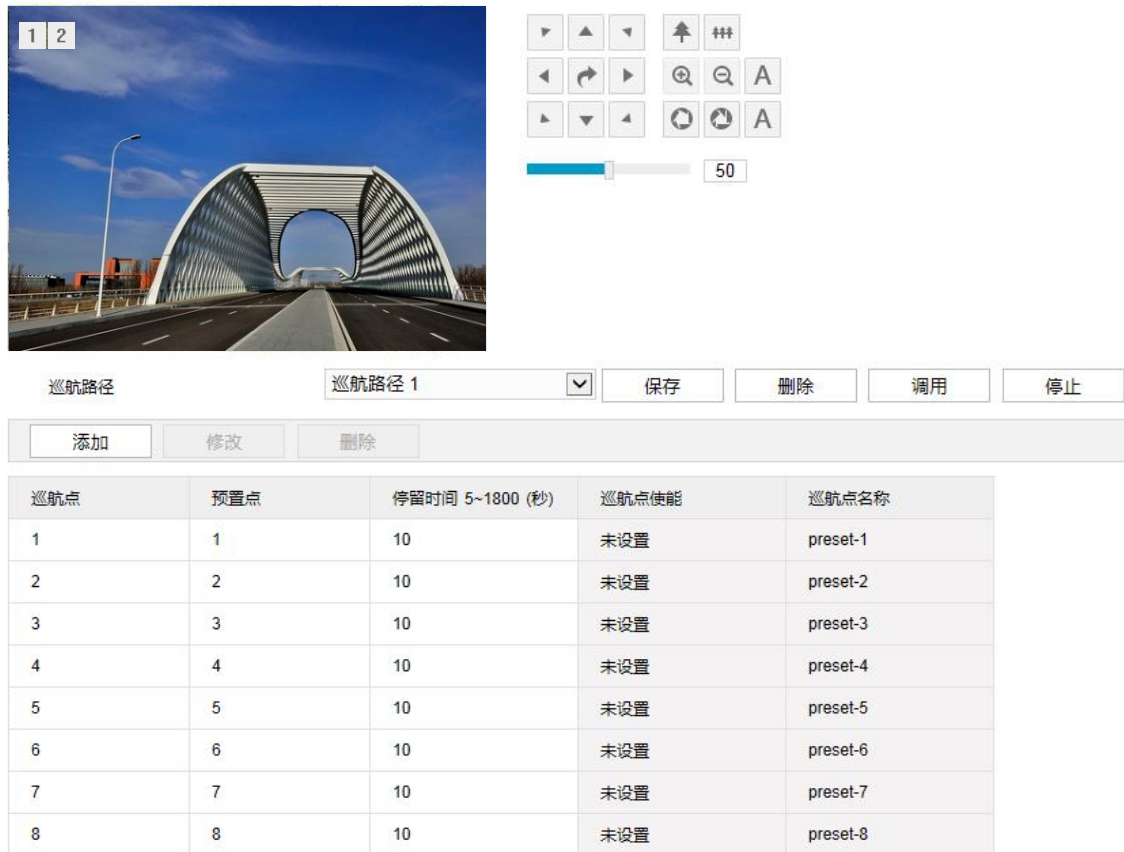 1 2
A
A
50
巡航路径 巡航路径 1 保存 删除 调用 停止
添加 修改 删除
巡航点 预置点 停留时间 5~1800 (秒) 巡航点使能 巡航点名称
1 1 10 未设置 preset-1
2 2 10 未设置 preset-2
3 3 10 未设置 preset-3
4 4 10 未设置 preset-4
5 5 10 未设置 preset-5
6 6 10 未设置 preset-6
7 7 10 未设置 preset-7
8 8 10 未设置 preset-8